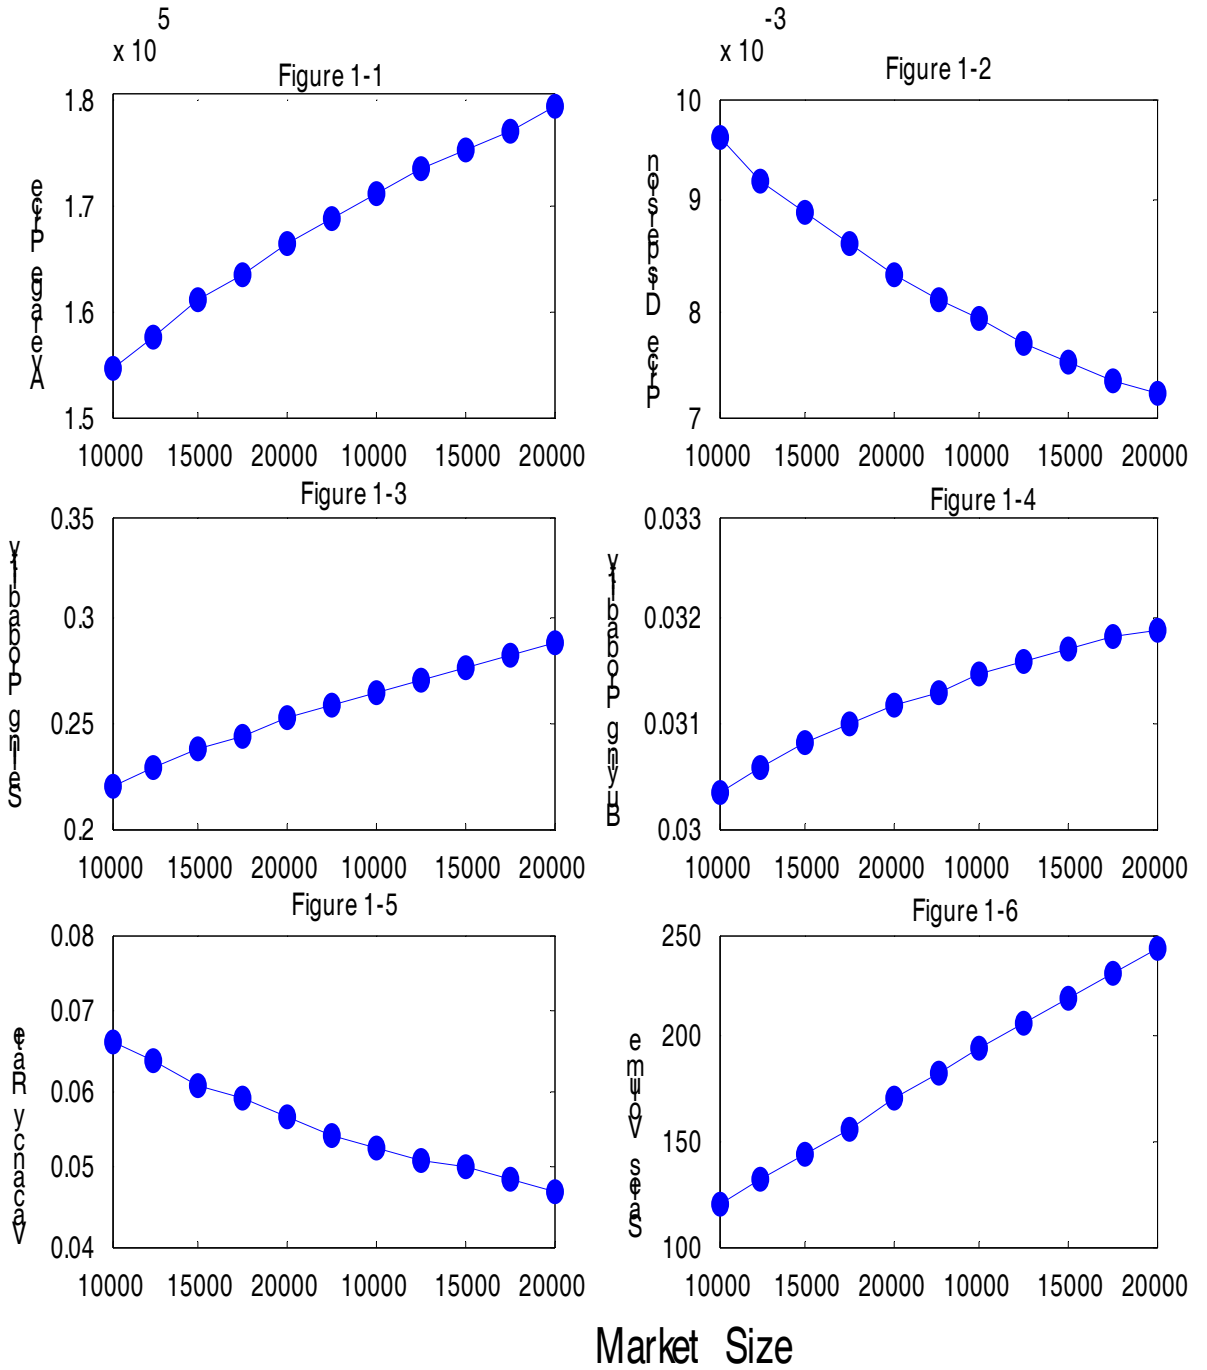 x 10 5
x 10 -3
Figure 1-1
Figure 1-2
Average Price
1.8
1.7
1.6
1.5
10000 15000 20000 10000 15000 20000
Price Dispersion
10
9
8
7
10000 15000 20000 10000 15000 20000
Figure 1-3
Figure 1-4
Selling Probability
0.35
0.3
0.25
0.2
10000 15000 20000 10000 15000 20000
Buying Probability
0.033
0.032
0.031
0.03
10000 15000 20000 10000 15000 20000
Figure 1-5
Figure 1-6
Vacancy Rate
0.08
0.07
0.06
0.05
0.04
10000 15000 20000 10000 15000 20000
Sales Volume
250
200
150
100
10000 15000 20000 10000 15000 20000
Market Size